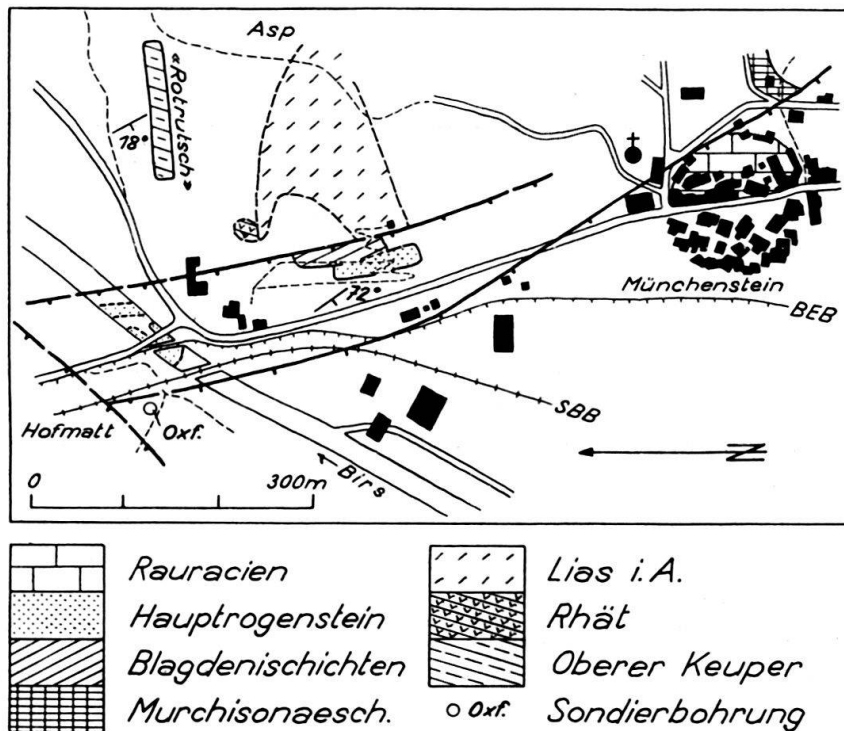 Asp
«Rotrutsch»
18°
72°
Münchenstein
BEB
SBB
Hofmatt
Oxf.
N
Birs
0 300m
Rauracien
Lias i.A.
Hauptrogenstein
Rhät
Blagdenischichten
Oberer Keuper
Murchisonaesch.
Oxf.
Sondierbohrung